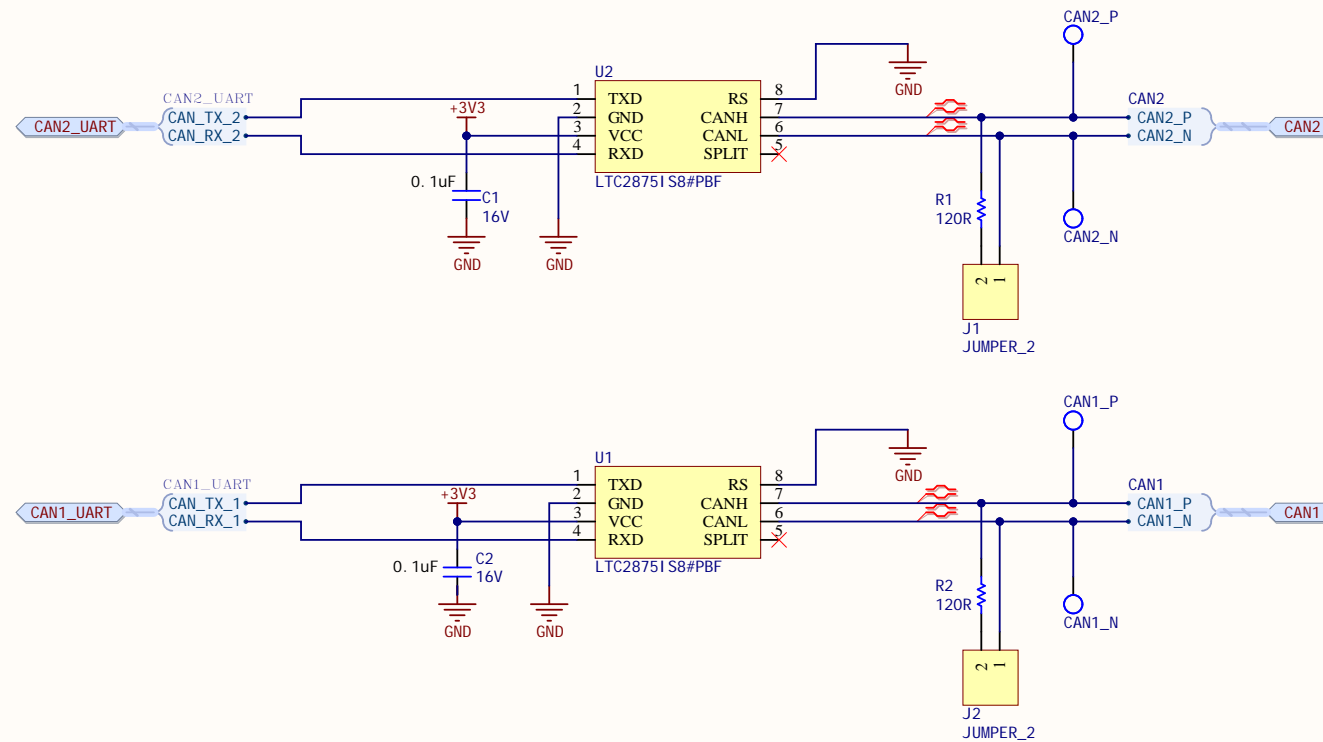 CAN2_P
U2
GND
CAN2_UART
1 TXD RS 8
CAN2
CAN2_UART
CAN_TX_2
+3V3
2 GND CANH 7
CAN2_P
CAN2
CAN_RX_2
3 VCC CANL 6
CAN2_N
4 RXD SPLIT 5
0.1uF
C1
16V
LTC2875IS8#PBF
R1
120R
CAN2_N
GND
GND
2 1
J1
JUMPER_2
CAN1_P
U1
GND
CAN1_UART
1 TXD RS 8
CAN1
CAN1_UART
CAN_TX_1
+3V3
2 GND CANH 7
CAN1_P
CAN1
CAN_RX_1
3 VCC CANL 6
CAN1_N
4 RXD SPLIT 5
0.1uF
C2
16V
LTC2875IS8#PBF
R2
120R
CAN1_N
GND
GND
2 1
J2
JUMPER_2